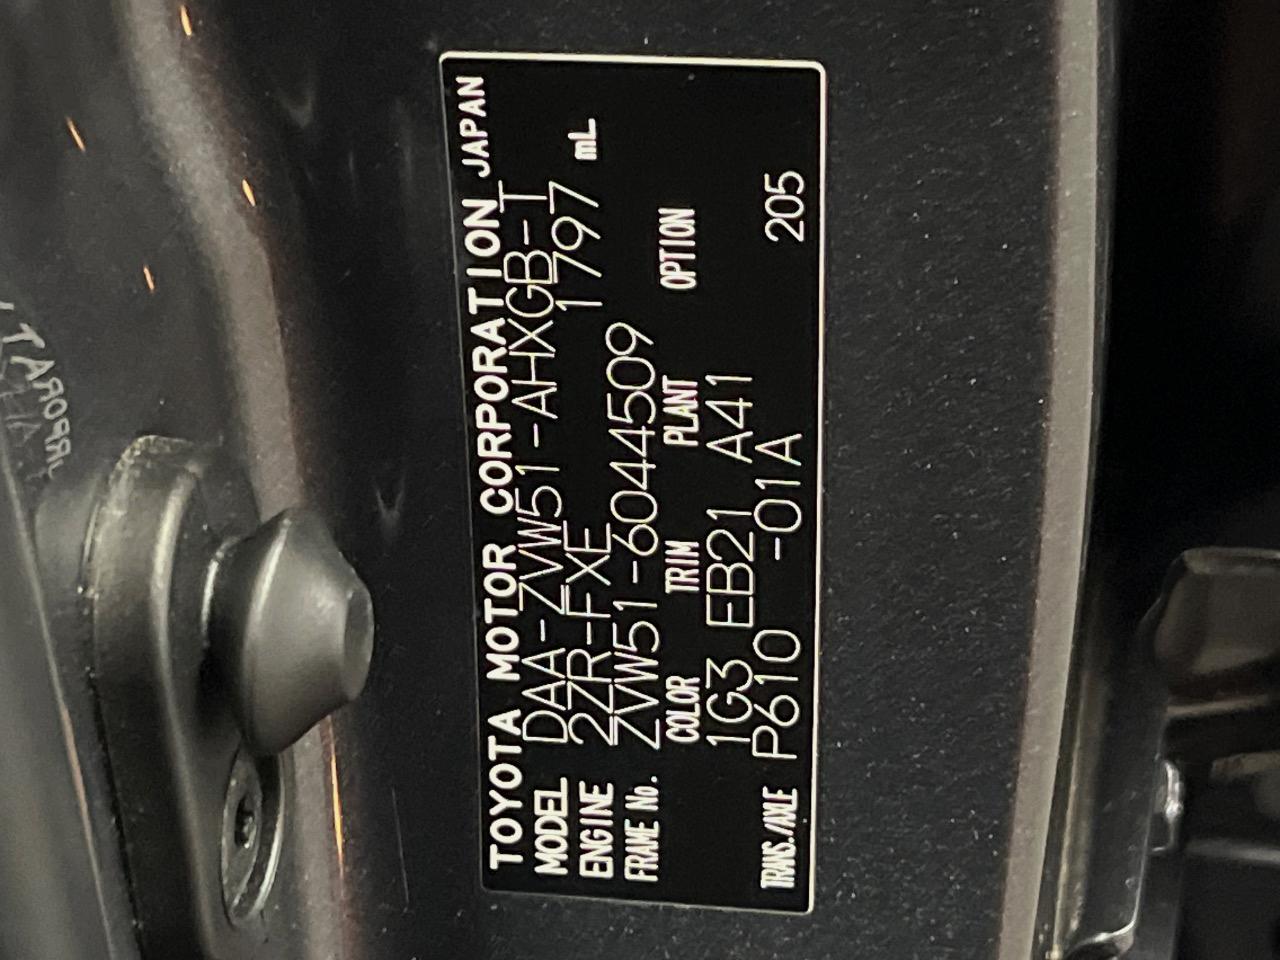 TOYOTA MOTOR CORPORATION JAPAN
MODEL DAA-ZVW51-AHXGB-T
ENGINE 2ZR-FXE 1797 mL
FRAME No. ZVW51-6044509
COLOR TRIM PLANT OPTION
1G3 EB21 A41
TRANS./AXLE P610 -01A 205